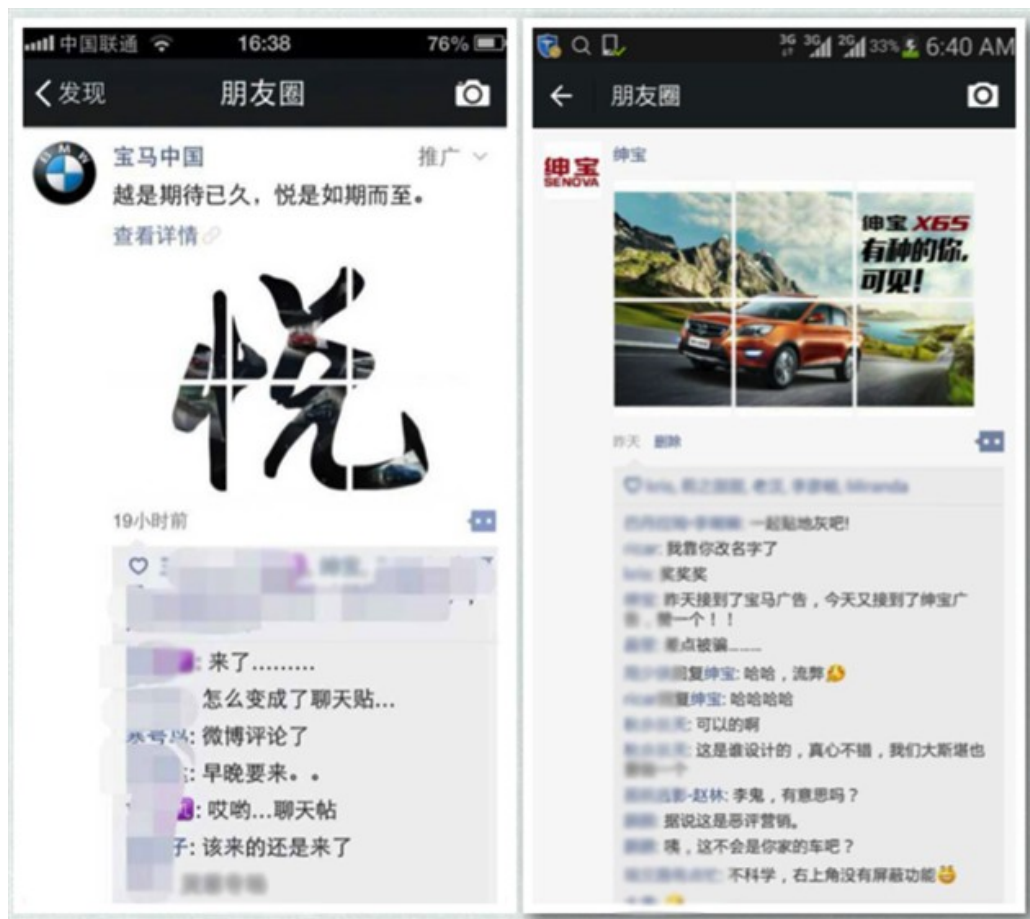 中国联通 16:38 76%
发现 朋友圈
BMW
宝马中国 推广
越是期待已久，悦是如期而至。
查看详情
悦
19小时前
: 来了………
怎么变成了聊天贴...
: 微博评论了
: 早晚要来。。
: 哎哟...聊天帖
子: 该来的还是来了
3G 3G 2G 33% 6:40 AM
朋友圈
绅宝
SENOVA
绅宝
绅宝 X65
有种的你,
可见!
昨天 删除
: 一起贴地灰吧!
: 我靠你改名字了
: 奖奖奖
: 昨天接到了宝马广告，今天又接到了绅宝广
告，赞一个！！
: 差点被骗………
回复绅宝: 哈哈，流弊
回复绅宝: 哈哈哈哈
: 可以的啊
: 这是谁设计的，真心不错，我们大斯堪也
影-赵林: 李鬼，有意思吗？
: 据说这是恶评营销。
: 咦，这不会是你家的车吧？
: 不科学，右上角没有屏蔽功能